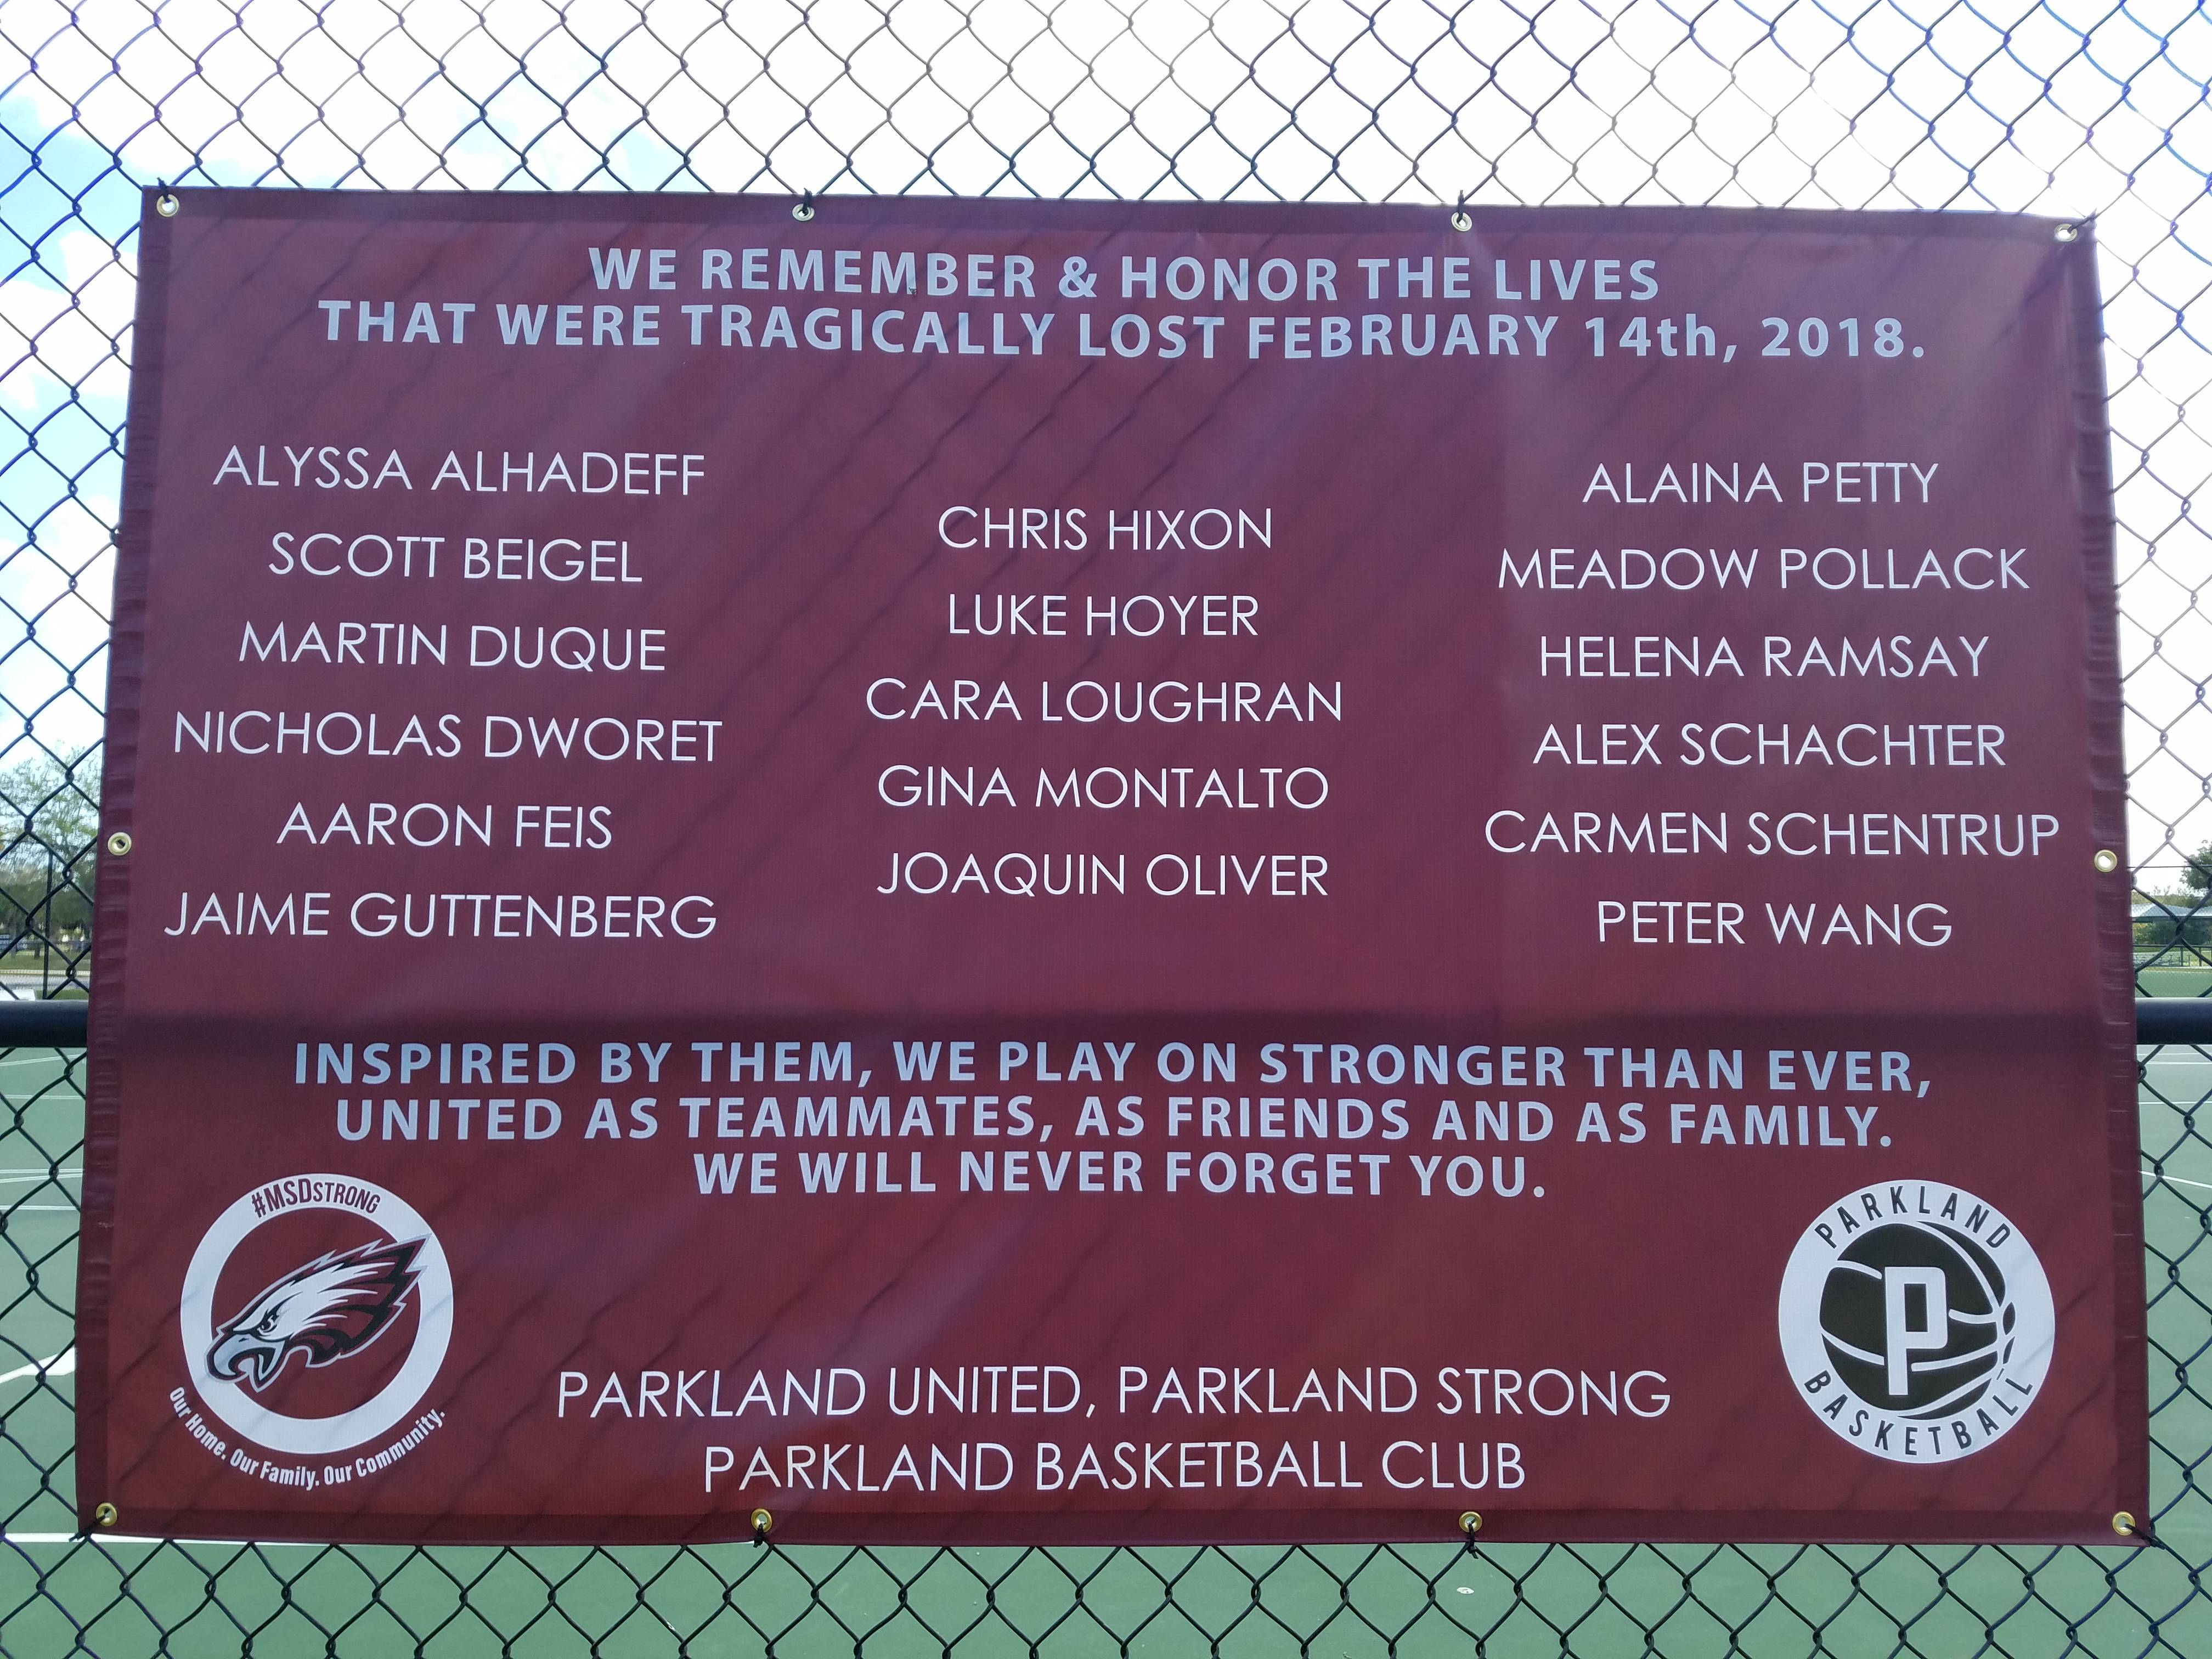 WE REMEMBER & HONOR THE LIVES
THAT WERE TRAGICALLY LOST FEBRUARY 14th, 2018.
ALYSSA ALHADEFF
SCOTT BEIGEL
MARTIN DUQUE
NICHOLAS DWORET
AARON FEIS
JAIME GUTTENBERG
CHRIS HIXON
LUKE HOYER
CARA LOUGHRAN
GINA MONTALTO
JOAQUIN OLIVER
ALAINA PETTY
MEADOW POLLACK
HELENA RAMSAY
ALEX SCHACHTER
CARMEN SCHENTRUP
PETER WANG
INSPIRED BY THEM, WE PLAY ON STRONGER THAN EVER,
UNITED AS TEAMMATES, AS FRIENDS AND AS FAMILY.
WE WILL NEVER FORGET YOU.
#MSDSTRONG
Our Home. Our Family. Our Community.
PARKLAND UNITED, PARKLAND STRONG
PARKLAND BASKETBALL CLUB
PARKLAND
P
BASKETBALL